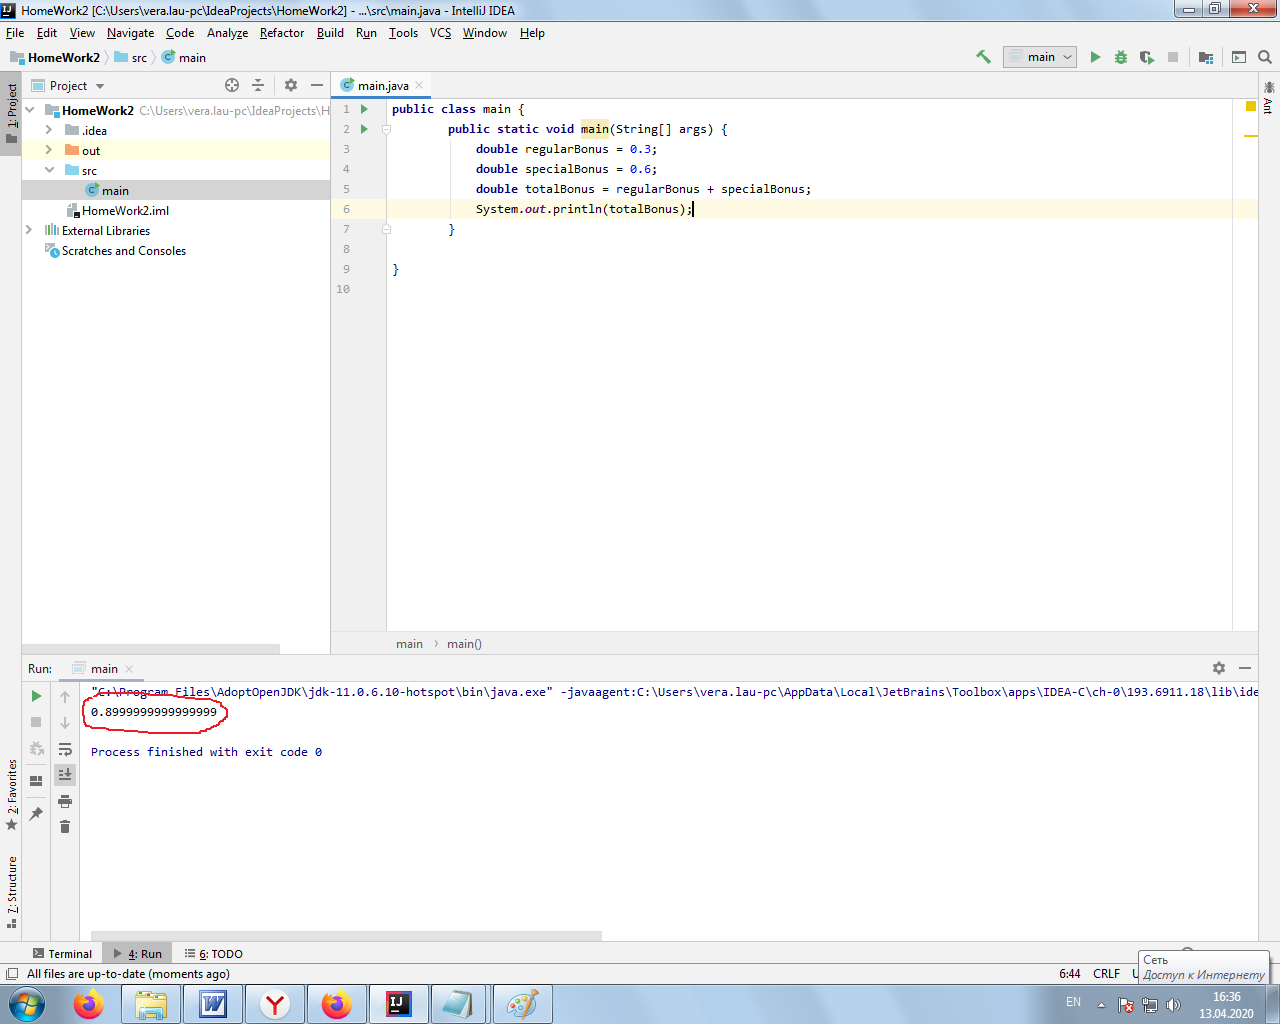 HomeWork2 [C:\Users\vera.lau-pc\IdeaProjects\HomeWork2] - ...\src\main.java - IntelliJ IDEA
File Edit View Navigate Code Analyze Refactor Build Run Tools VCS Window Help
HomeWork2 src main
main
1: Project
Project
main.java
Ant
HomeWork2 C:\Users\vera.lau-pc\IdeaProjects\H
.idea
out
src
main
HomeWork2.iml
External Libraries
Scratches and Consoles
1 public class main {
2 public static void main(String[] args) {
3 double regularBonus = 0.3;
4 double specialBonus = 0.6;
5 double totalBonus = regularBonus + specialBonus;
6 System.out.println(totalBonus);
7 }
8
9 }
10
main main()
Run: main
"C:\Program Files\AdoptOpenJDK\jdk-11.0.6.10-hotspot\bin\java.exe" -javaagent:C:\Users\vera.lau-pc\AppData\Local\JetBrains\Toolbox\apps\IDEA-C\ch-0\193.6911.18\lib\ide
0.8999999999999999
Process finished with exit code 0
2: Favorites
7: Structure
Terminal 4: Run 6: TODO
All files are up-to-date (moments ago)
6:44 CRLF
Сеть
Доступ к Интернету
EN
16:36
13.04.2020